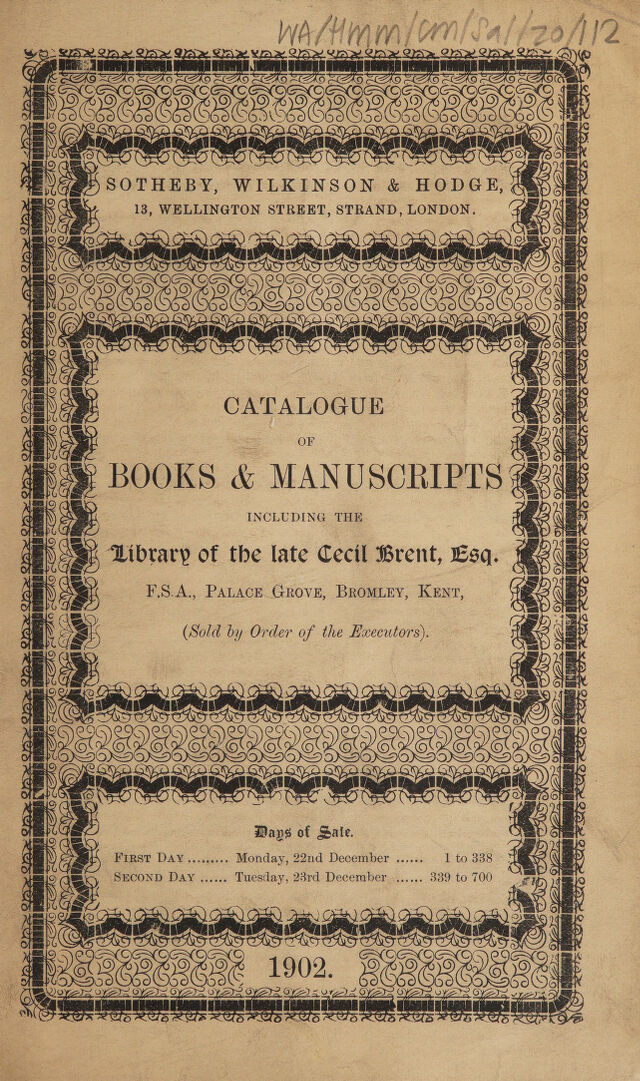 WA/HMM/CM/Sal/20/112
SOTHEBY, WILKINSON & HODGE,
13, WELLINGTON STREET, STRAND, LONDON.
CATALOGUE
OF
BOOKS & MANUSCRIPTS
INCLUDING THE
Library of the late Cecil Brent, Esq.
F.S.A., PALACE GROVE, BROMLEY, KENT,
(Sold by Order of the Executors).
Days of Sale.
FIRST DAY ......... Monday, 22nd December ...... 1 to 338
SECOND DAY ...... Tuesday, 23rd December ...... 339 to 700
1902.